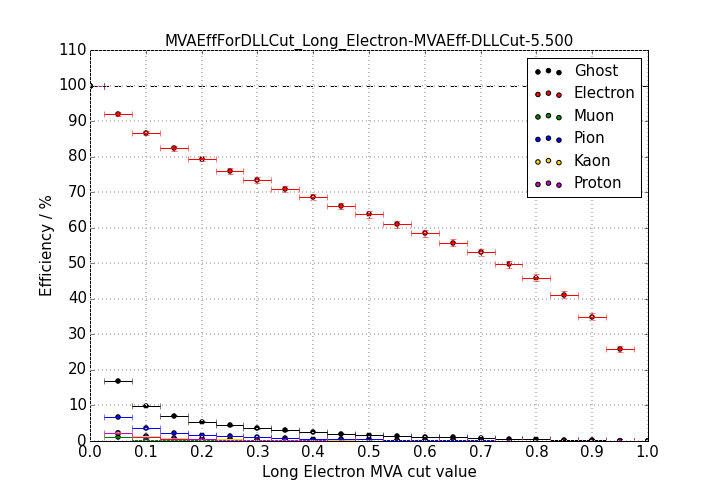 MVAEffForDLLCut_Long_Electron-MVAEff-DLLCut-5.500
110
100
90
80
70
60
50
40
30
20
10
0
Efficiency / %
Ghost
Electron
Muon
Pion
Kaon
Proton
0.0 0.1 0.2 0.3 0.4 0.5 0.6 0.7 0.8 0.9 1.0
Long Electron MVA cut value